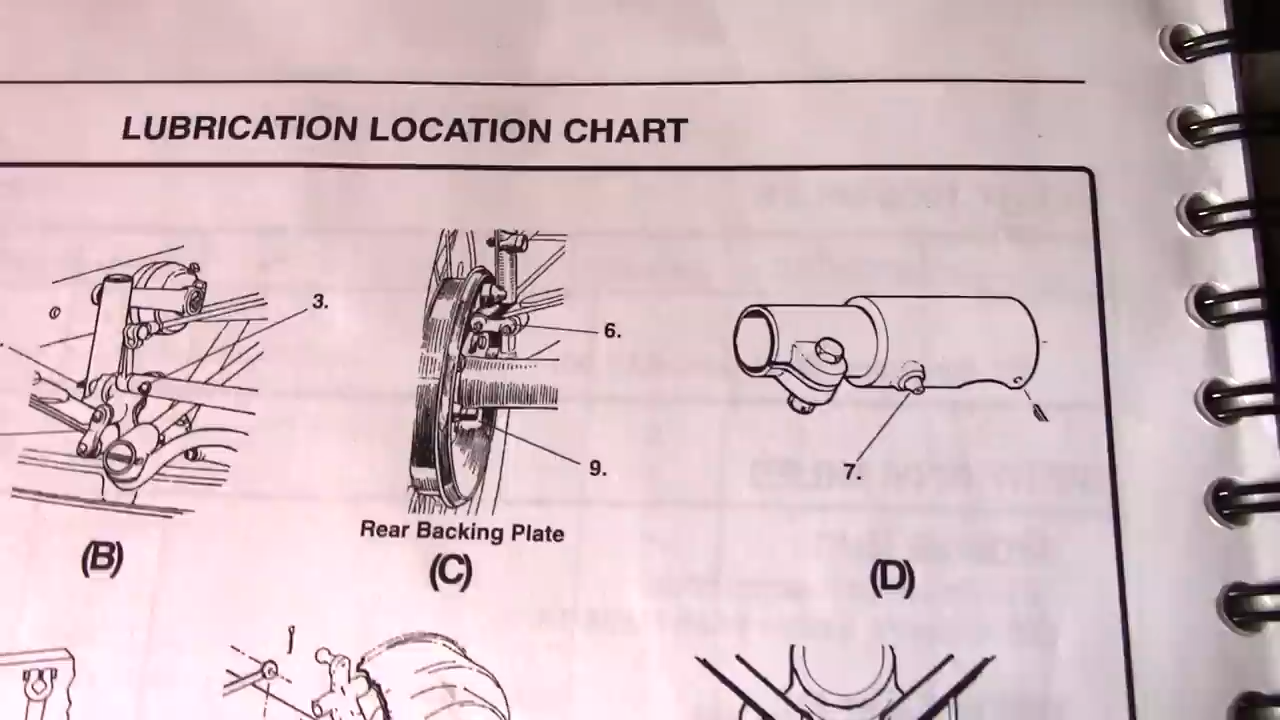 LUBRICATION LOCATION CHART
3.
6.
9.
7.
Rear Backing Plate
(B)
(C)
(D)